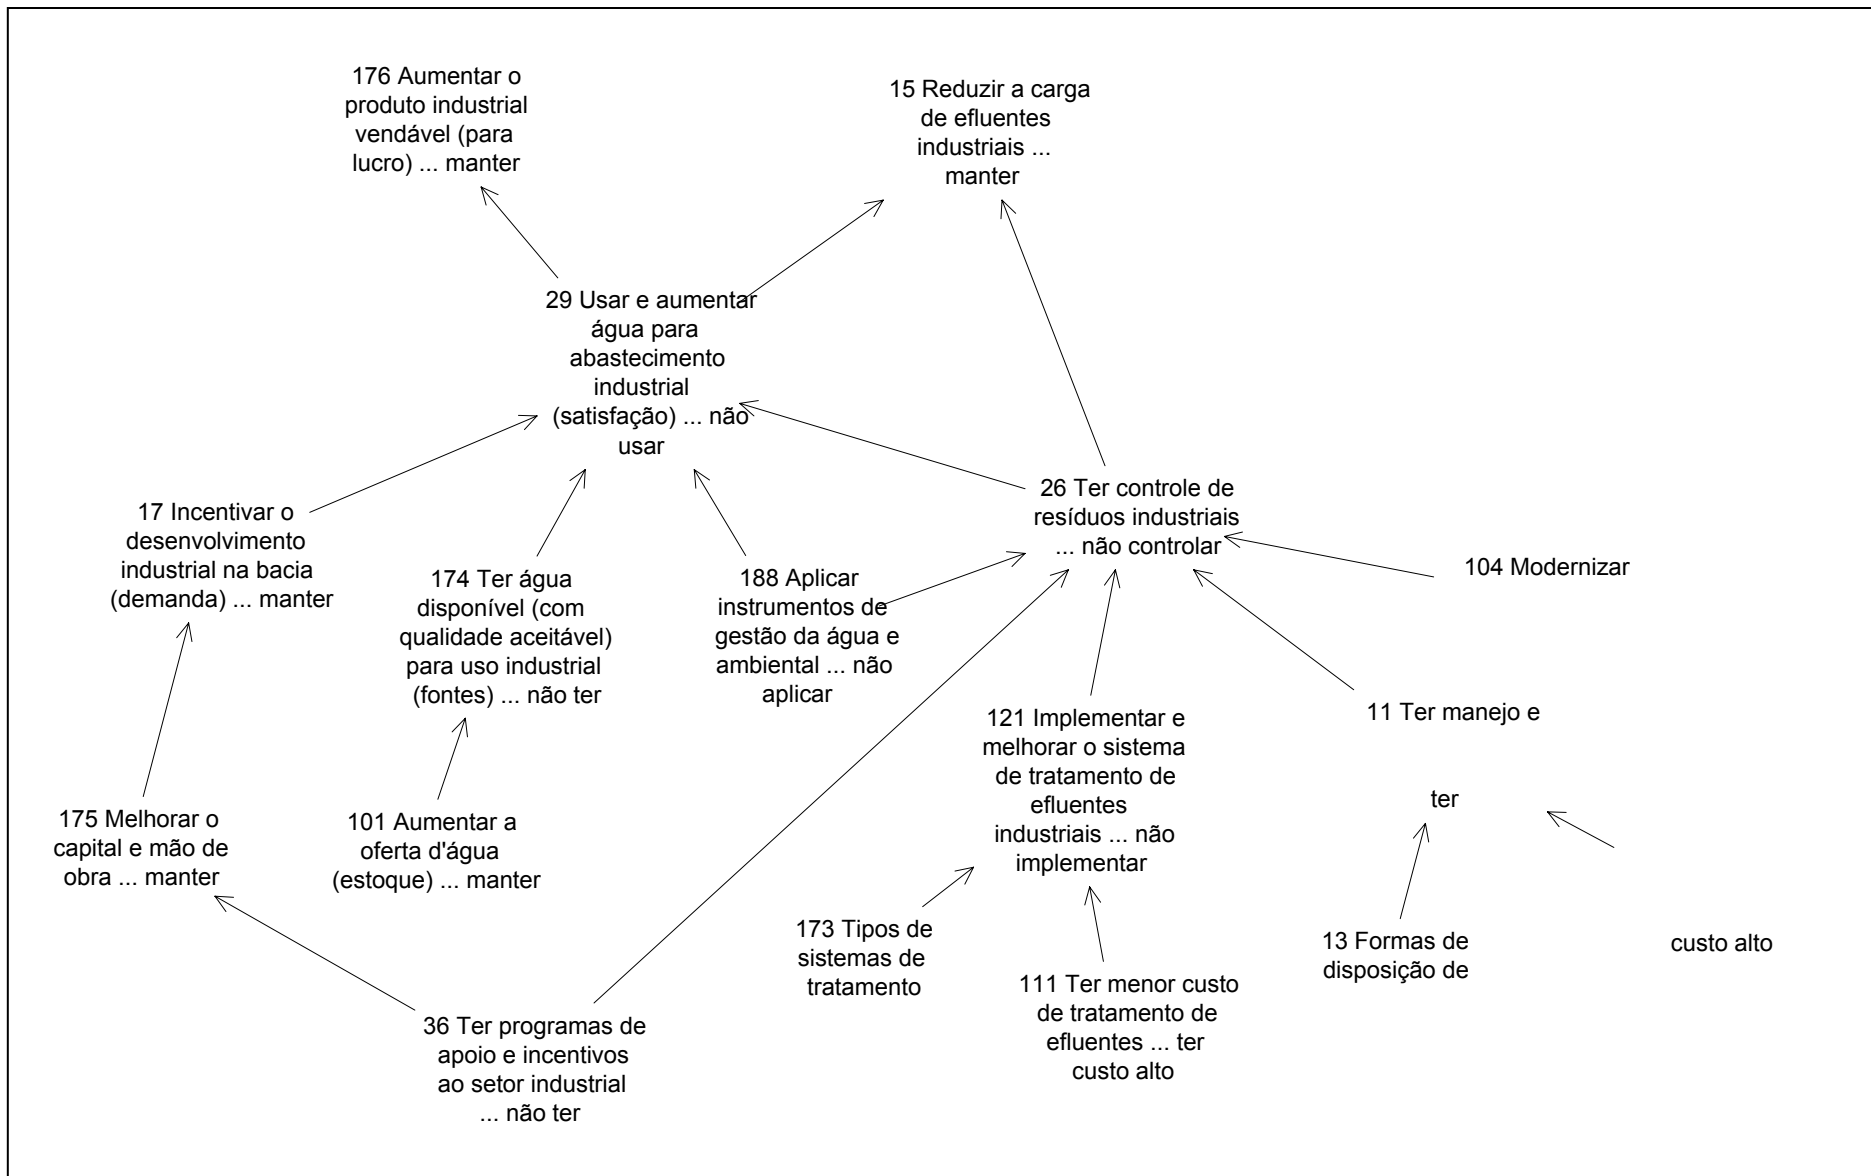 176 Aumentar o
produto industrial
vendável (para
lucro) ... manter
15 Reduzir a carga
de efluentes
industriais ...
manter
29 Usar e aumentar
água para
abastecimento
industrial
(satisfação) ... não
usar
17 Incentivar o
desenvolvimento
industrial na bacia
(demanda) ... manter
174 Ter água
disponível (com
qualidade aceitável)
para uso industrial
(fontes) ... não ter
188 Aplicar
instrumentos de
gestão da água e
ambiental ... não
aplicar
26 Ter controle de
resíduos industriais
... não controlar
104 Modernizar
121 Implementar e
melhorar o sistema
de tratamento de
efluentes
industriais ... não
implementar
11 Ter manejo e
ter
175 Melhorar o
capital e mão de
obra ... manter
101 Aumentar a
oferta d'água
(estoque) ... manter
173 Tipos de
sistemas de
tratamento
111 Ter menor custo
de tratamento de
efluentes ... ter
custo alto
13 Formas de
disposição de
custo alto
36 Ter programas de
apoio e incentivos
ao setor industrial
... não ter